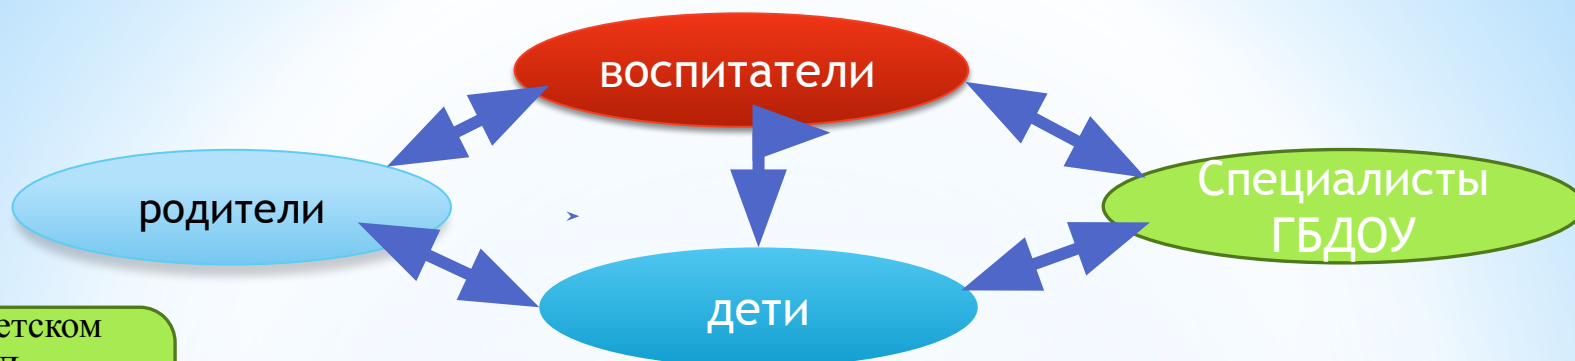 воспитатели
родители
Специалисты
ГБДОУ
дети
етском